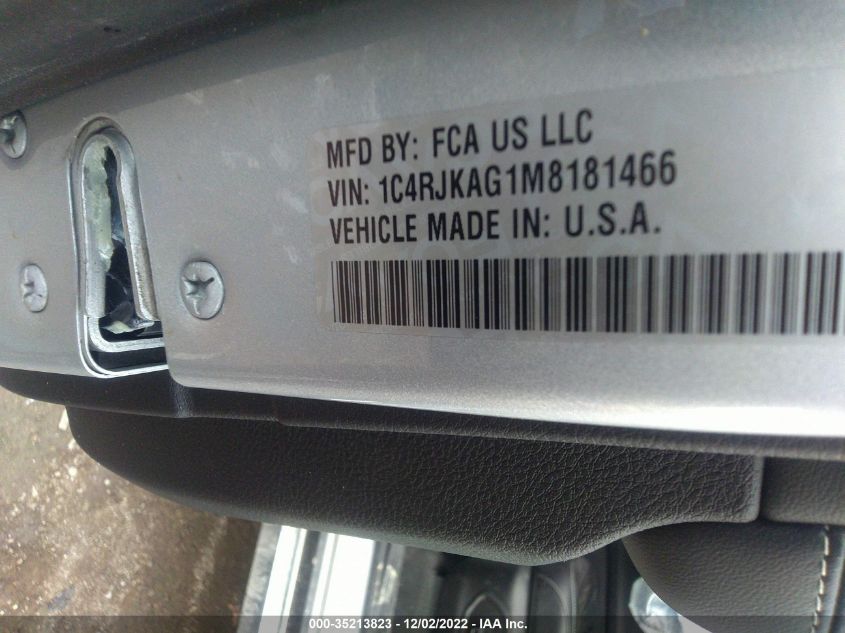 MFD BY: FCA US LLC
VIN: 1C4RJKAG1M8181466
VEHICLE MADE IN: U.S.A.
000-35213823 - 12/02/2022 - IAA Inc.